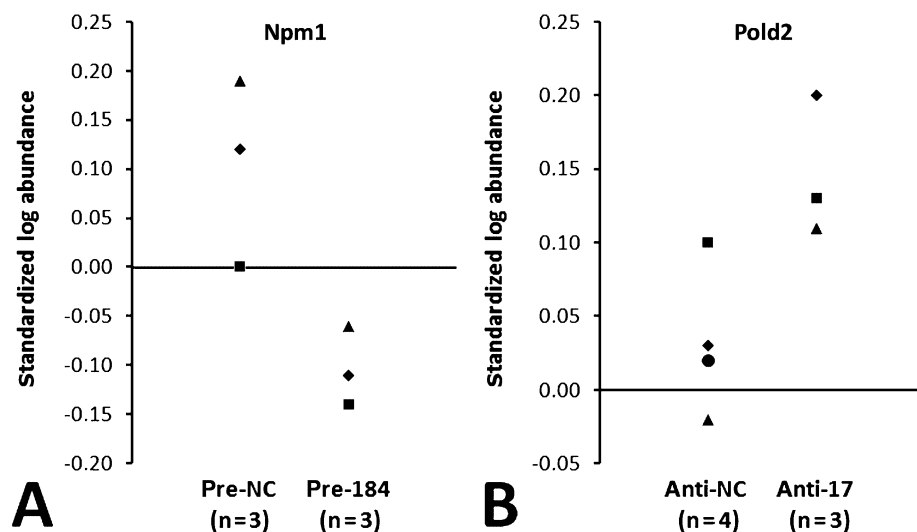 Npm1
Standardized log abundance
0.25
0.20
0.15
0.10
0.05
0.00
-0.05
-0.10
-0.15
-0.20
Pre-NC
(n=3)
Pre-184
(n=3)
A
Pold2
Standardized log abundance
0.25
0.20
0.15
0.10
0.05
0.00
-0.05
Anti-NC
(n=4)
Anti-17
(n=3)
B